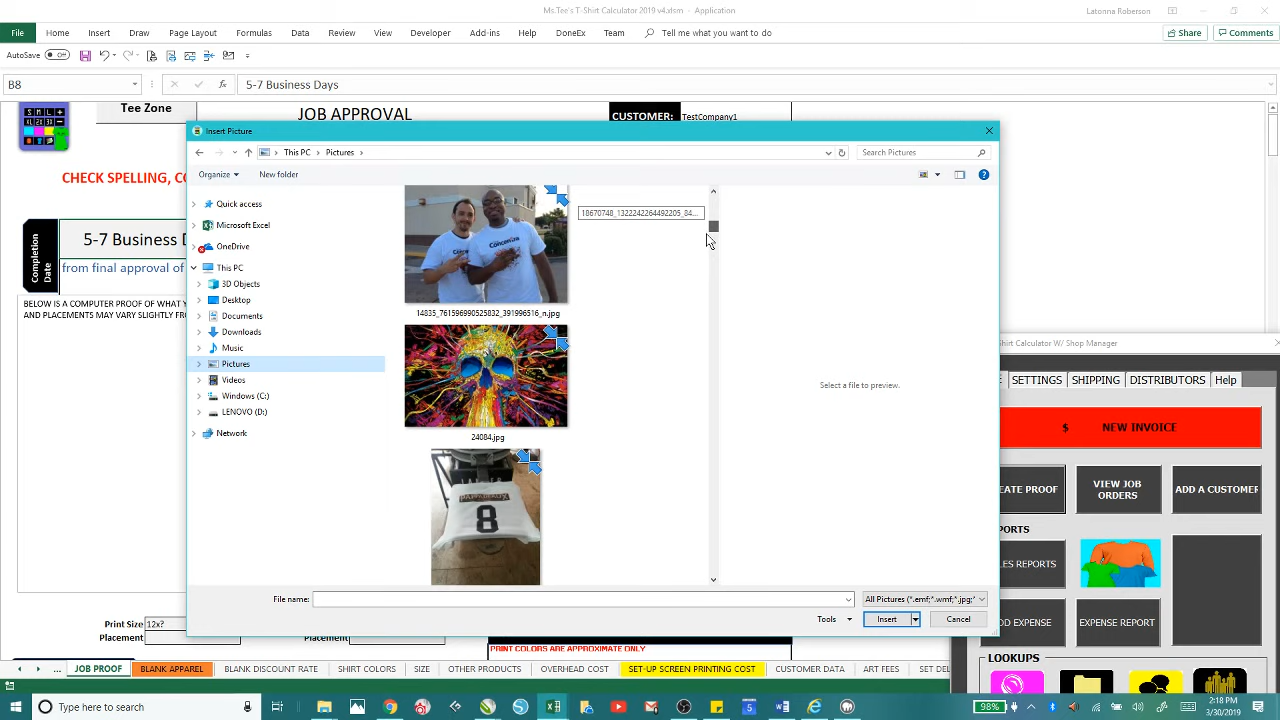 Ms.Tee's T-Shirt Calculator 2019 v4.xlsm - Application
Latonna Roberson
File Home Insert Draw Page Layout Formulas Data Review View Developer Add-ins Help DoneEx Team Tell me what you want to do
Share Comments
AutoSave Off
B8 5-7 Business Days
Tee Zone
JOB APPROVAL
CUSTOMER: TestCompany1
CHECK SPELLING, CO
Completion Date
5-7 Business D
from final approval of
BELOW IS A COMPUTER PROOF OF WHAT Y
AND PLACEMENTS MAY VARY SLIGHTLY FRO
Insert Picture
This PC Pictures
Search Pictures
Organize New folder
Quick access
Microsoft Excel
OneDrive
This PC
3D Objects
Desktop
Documents
Downloads
Music
Pictures
Videos
Windows (C:)
LENOVO (D:)
Network
18670748_1322242264492205_84...
14835_761596990525832_391996516_n.jpg
24084.jpg
8
Select a file to preview.
File name:
All Pictures (*.emf;*.wmf;*.jpg;*
Tools Insert Cancel
Shirt Calculator W/ Shop Manager
SETTINGS SHIPPING DISTRIBUTORS Help
$ NEW INVOICE
EATE PROOF
VIEW JOB
ORDERS
ADD A CUSTOMER
PORTS
LES REPORTS
DD EXPENSE
EXPENSE REPORT
LOOKUPS
Print Size 12x?
Placement
Placement
PRINT COLORS ARE APPROXIMATE ONLY
... JOB PROOF BLANK APPAREL BLANK DISCOUNT RATE SHIRT COLORS SIZE OTHER PRODUCTS OVERHEAD COST SET-UP SCREEN PRINTING COST CUSTOMER DATA ART FEES SET DEL
Type here to search
98%
2:18 PM
3/30/2019